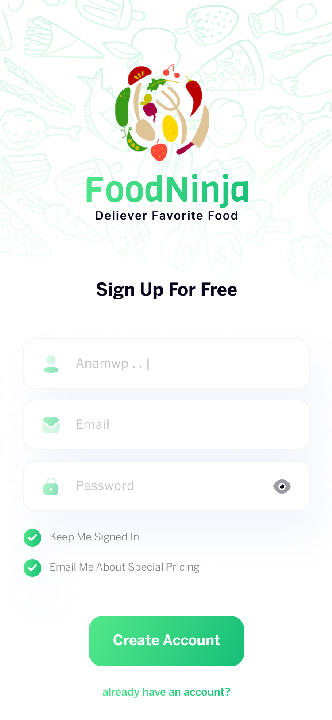 FoodNinja
Deliever Favorite Food
Sign Up For Free
Anamwp . . |
Email
Password
Keep Me Signed In
Email Me About Special Pricing
Create Account
already have an account?